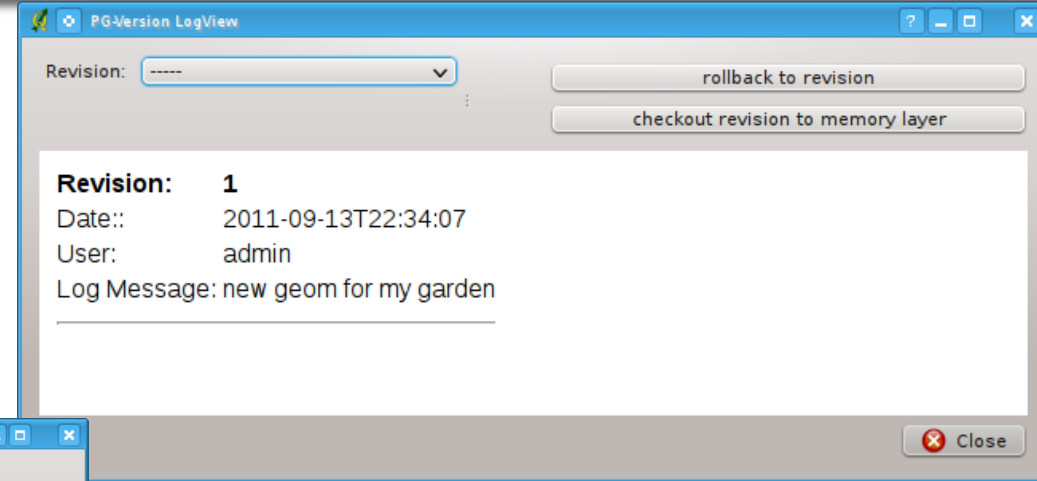 PG-Version LogView
Revision: -----
rollback to revision
checkout revision to memory layer
Revision: 1
Date:: 2011-09-13T22:34:07
User: admin
Log Message: new geom for my garden
Close